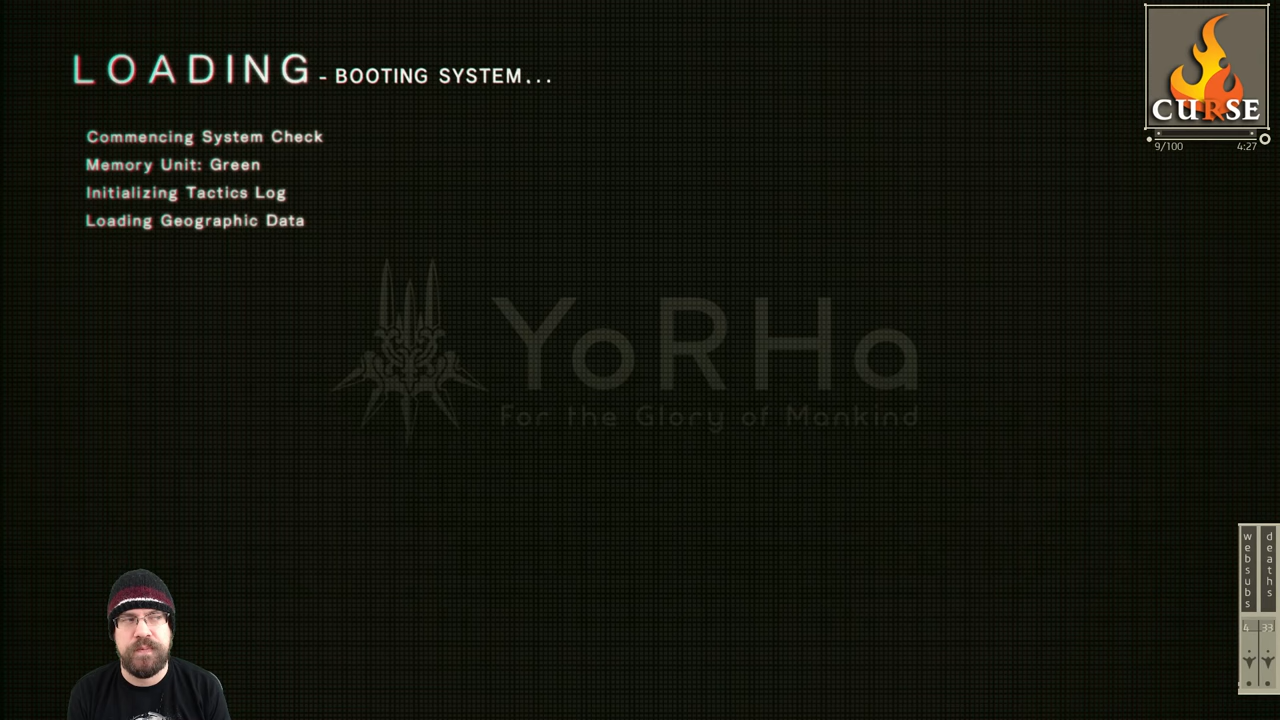 LOADING - BOOTING SYSTEM...
Commencing System Check
Memory Unit: Green
Initializing Tactics Log
Loading Geographic Data
YoRHa
For the Glory of Mankind
CURSE
9/100 4:27
websubs deaths
4 33